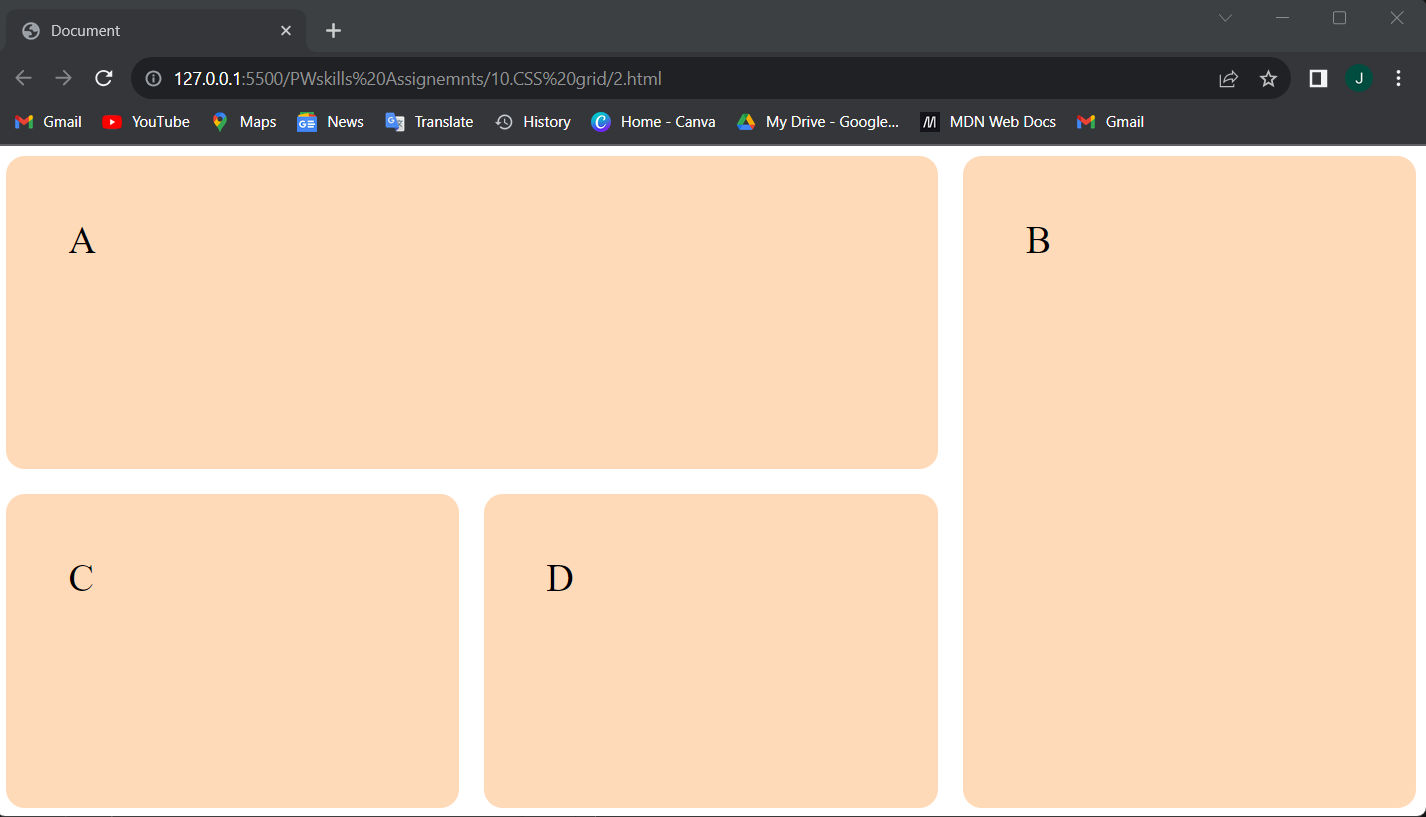 Document
127.0.0.1:5500/PWskills%20Assignemnts/10.CSS%20grid/2.html
J
Gmail YouTube Maps News Translate History Home - Canva My Drive - Google... MDN Web Docs Gmail
A B
C D